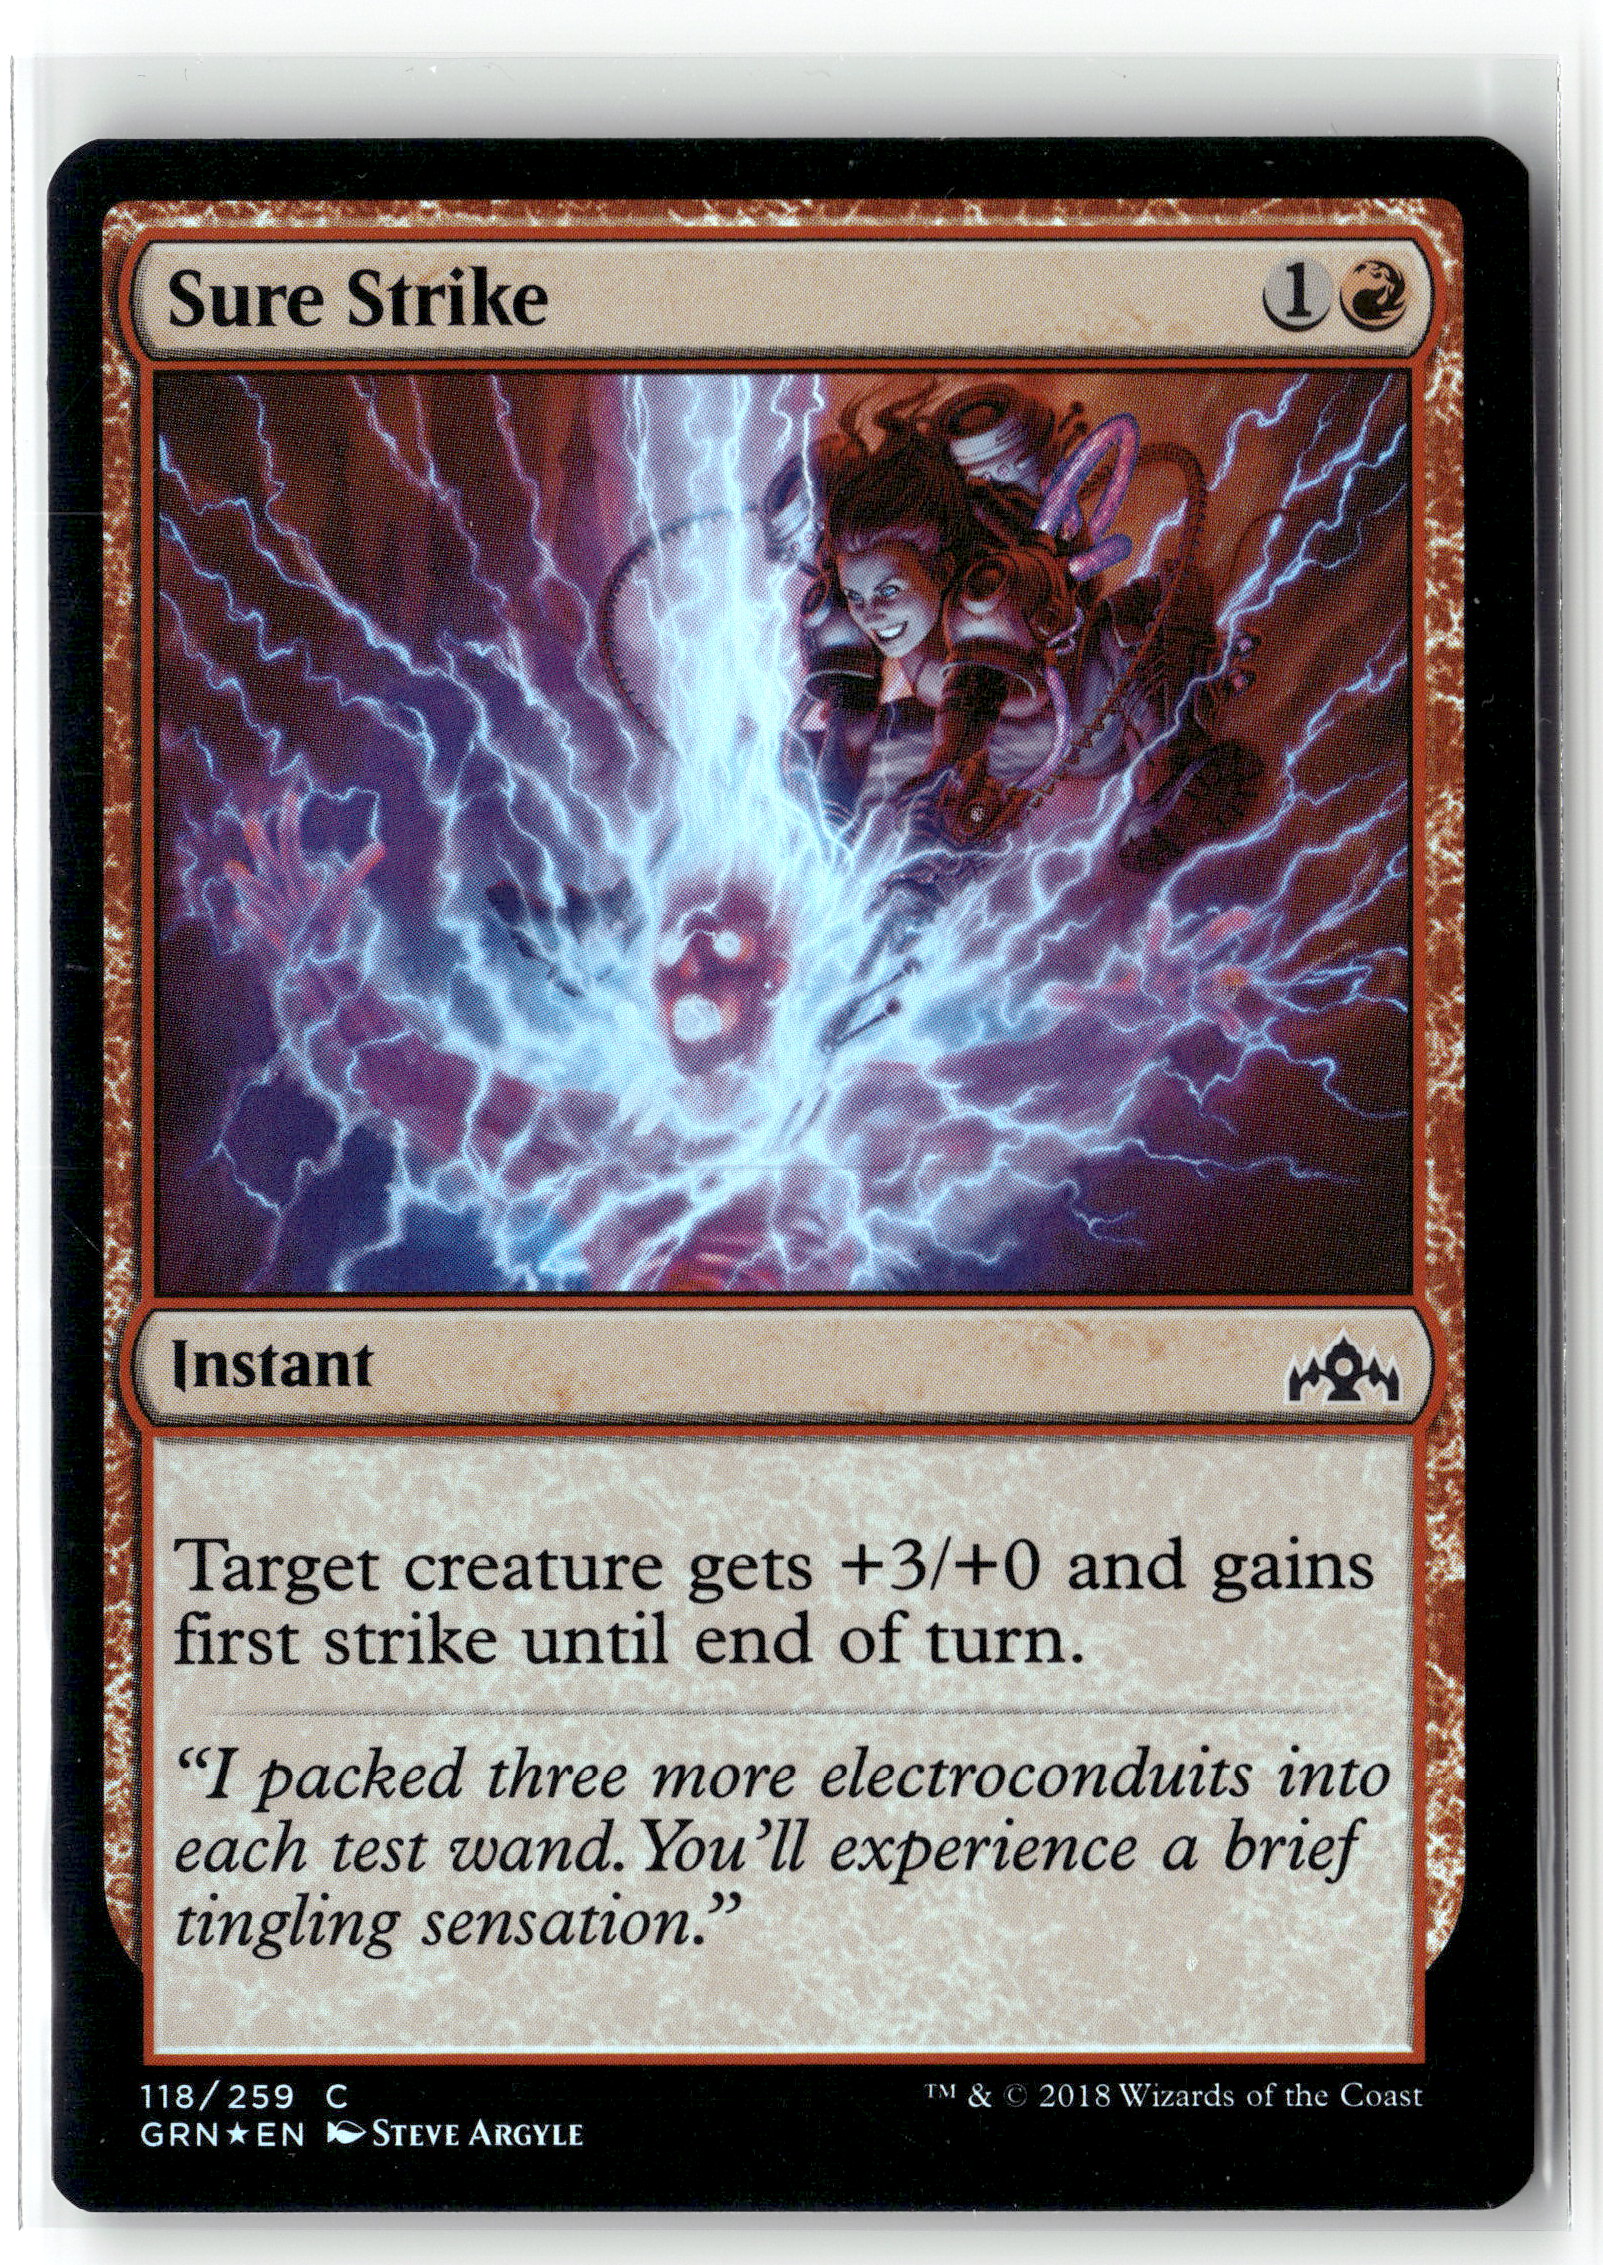 Sure Strike 1
Instant
Target creature gets +3/+0 and gains
first strike until end of turn.
“I packed three more electroconduits into
each test wand. You’ll experience a brief
tingling sensation.”
118/259 C
GRN★EN STEVE ARGYLE
™ & © 2018 Wizards of the Coast